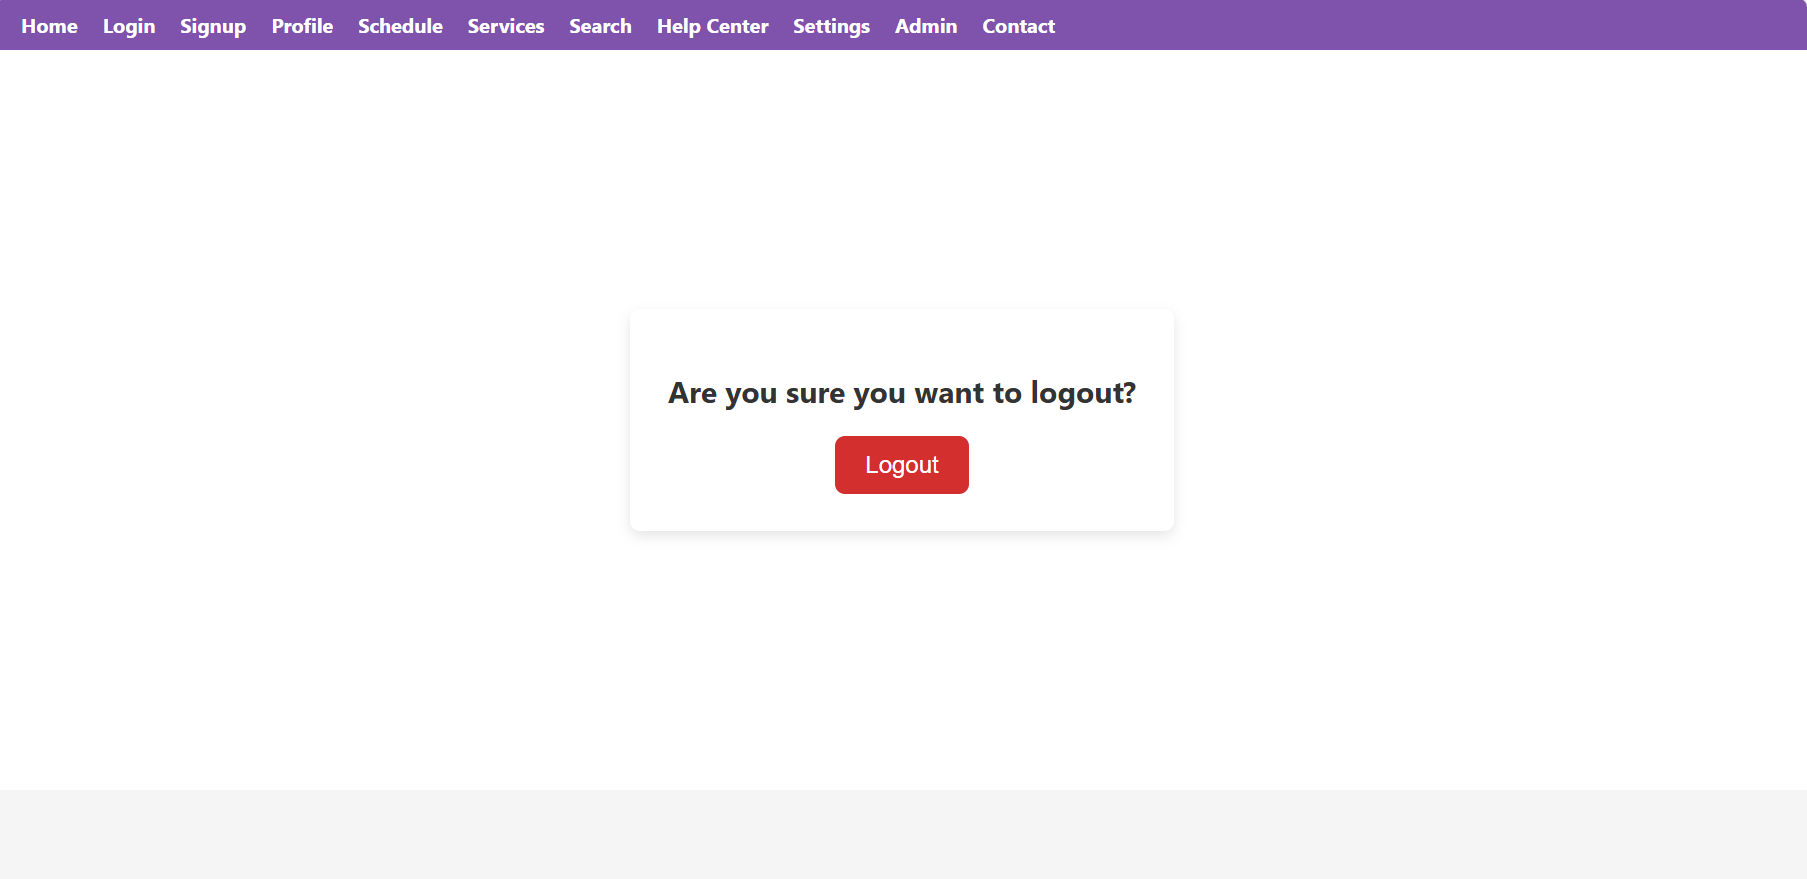 Home Login Signup Profile Schedule Services Search Help Center Settings Admin Contact
Are you sure you want to logout?
Logout